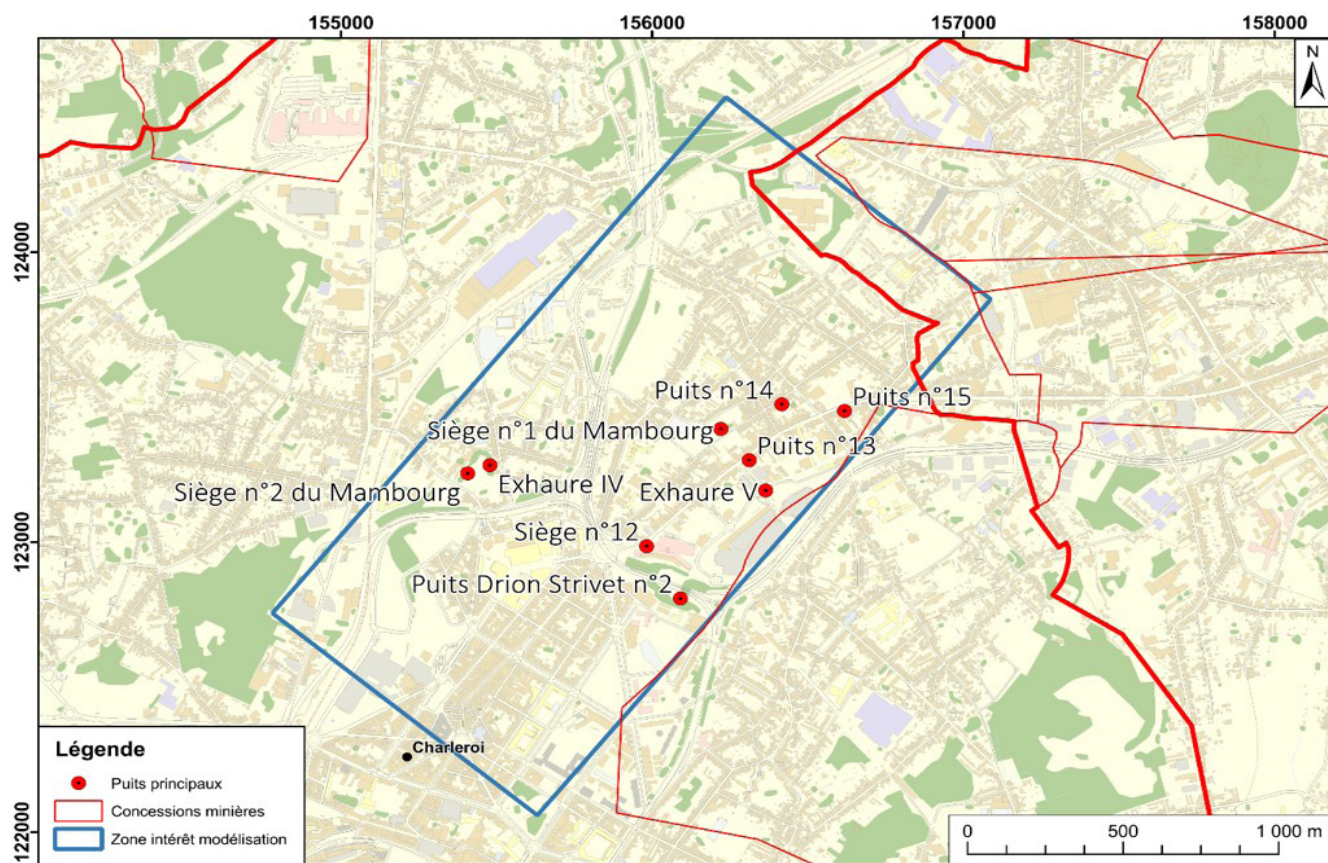 155000
156000
157000
158000
N
124000
123000
122000
Puits n°14
Puits n°15
Siège n°1 du Mambourg
Puits n°13
Siège n°2 du Mambourg
Exhaure IV
Exhaure V
Siège n°12
Puits Drion Strivet n°2
Charleroi
Légende
Puits principaux
Concessions minières
Zone intérêt modélisation
0 500 1 000 m